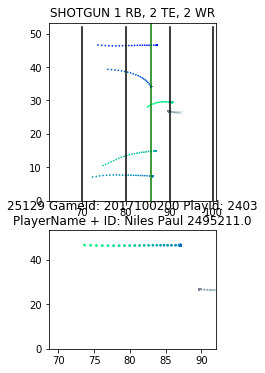 SHOTGUN 1 RB, 2 TE, 2 WR
50
40
30
20
10
0
70 80 90 100
25129 GameId: 2017100200 PlayId: 2403
PlayerName + ID: Niles Paul 2495211.0
40
20
0
70 75 80 85 90